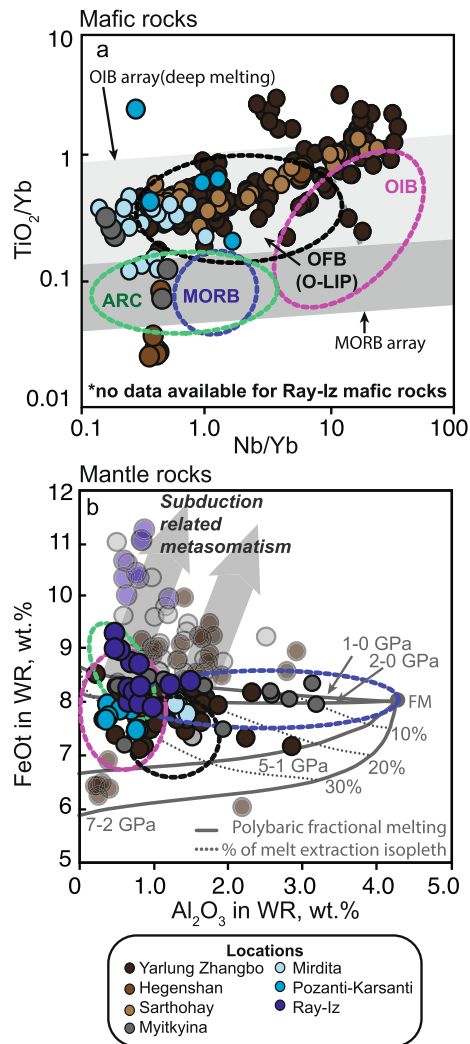 Mafic rocks
10
a
OIB array(deep melting)
1
OIB
OFB
(O-LIP)
0.1
ARC
MORB
MORB array
*no data available for Ray-Iz mafic rocks
0.01
TiO₂/Yb
0.1
1.0
10
100
Nb/Yb
Mantle rocks
12
b
Subduction
related
metasomatism
11
10
9
1-0 GPa
2-0 GPa
8
FM
10%
7
5-1 GPa
20%
30%
6
7-2 GPa
Polybaric fractional melting
% of melt extraction isopleth
5
FeOt in WR, wt.%
0
1.0
2.0
3.0
4.0
5.0
Al₂O₃ in WR, wt.%
Locations
Yarlung Zhangbo
Mirdita
Hegenshan
Pozanti-Karsanti
Sarthohay
Ray-Iz
Myitkyina